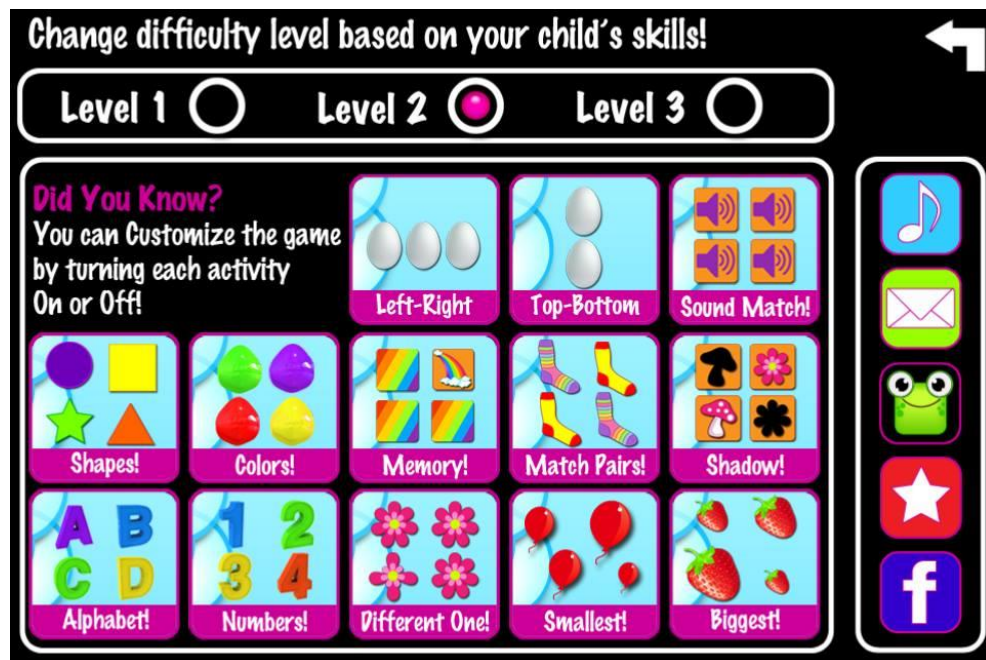 Change difficulty level based on your child's skills!
Level 1
Level 2
Level 3
Did You Know?
You can Customize the game
by turning each activity
On or Off!
Left-Right
Top-Bottom
Sound Match!
Shapes!
Colors!
Memory!
Match Pairs!
Shadow!
A B
C D
Alphabet!
1 2
3 4
Numbers!
Different One!
Smallest!
Biggest!
f